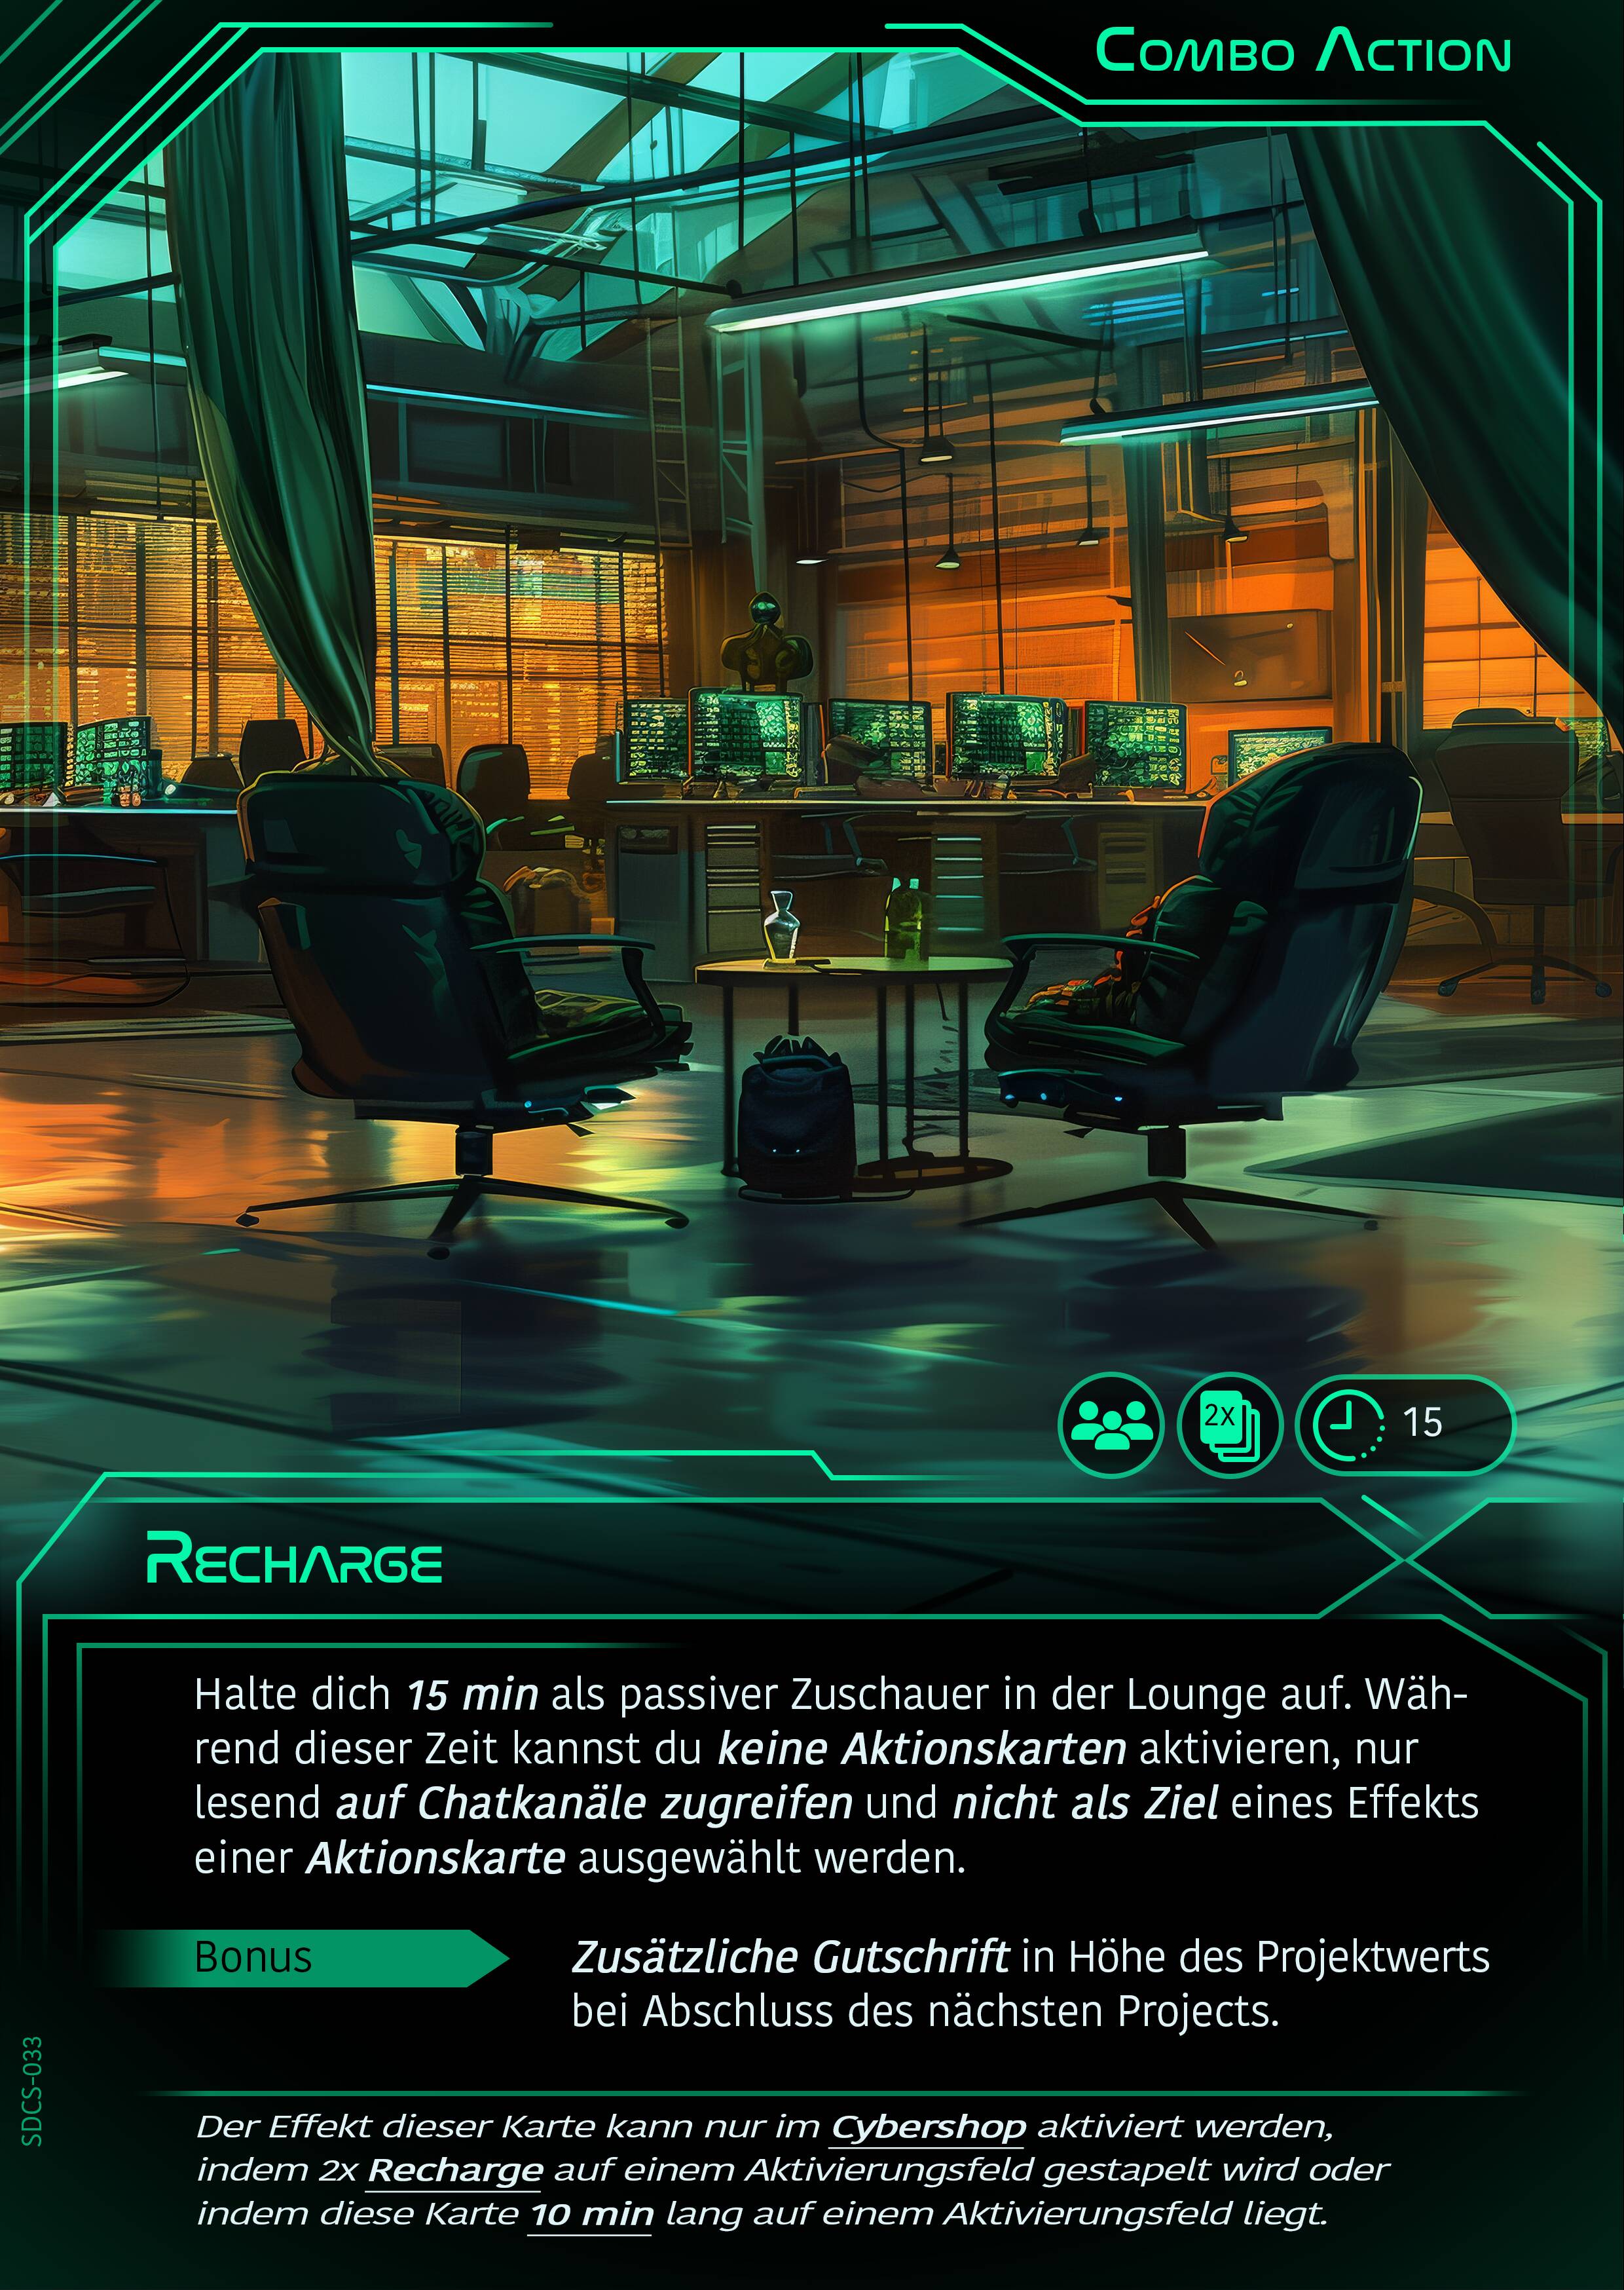 Combo Action
2x
15
Recharge
Halte dich 15 min als passiver Zuschauer in der Lounge auf. Wäh-
rend dieser Zeit kannst du keine Aktionskarten aktivieren, nur
lesend auf Chatkanäle zugreifen und nicht als Ziel eines Effekts
einer Aktionskarte ausgewählt werden.
Bonus
Zusätzliche Gutschrift in Höhe des Projektwerts
bei Abschluss des nächsten Projects.
SDCS-033
Der Effekt dieser Karte kann nur im Cybershop aktiviert werden,
indem 2x Recharge auf einem Aktivierungsfeld gestapelt wird oder
indem diese Karte 10 min lang auf einem Aktivierungsfeld liegt.